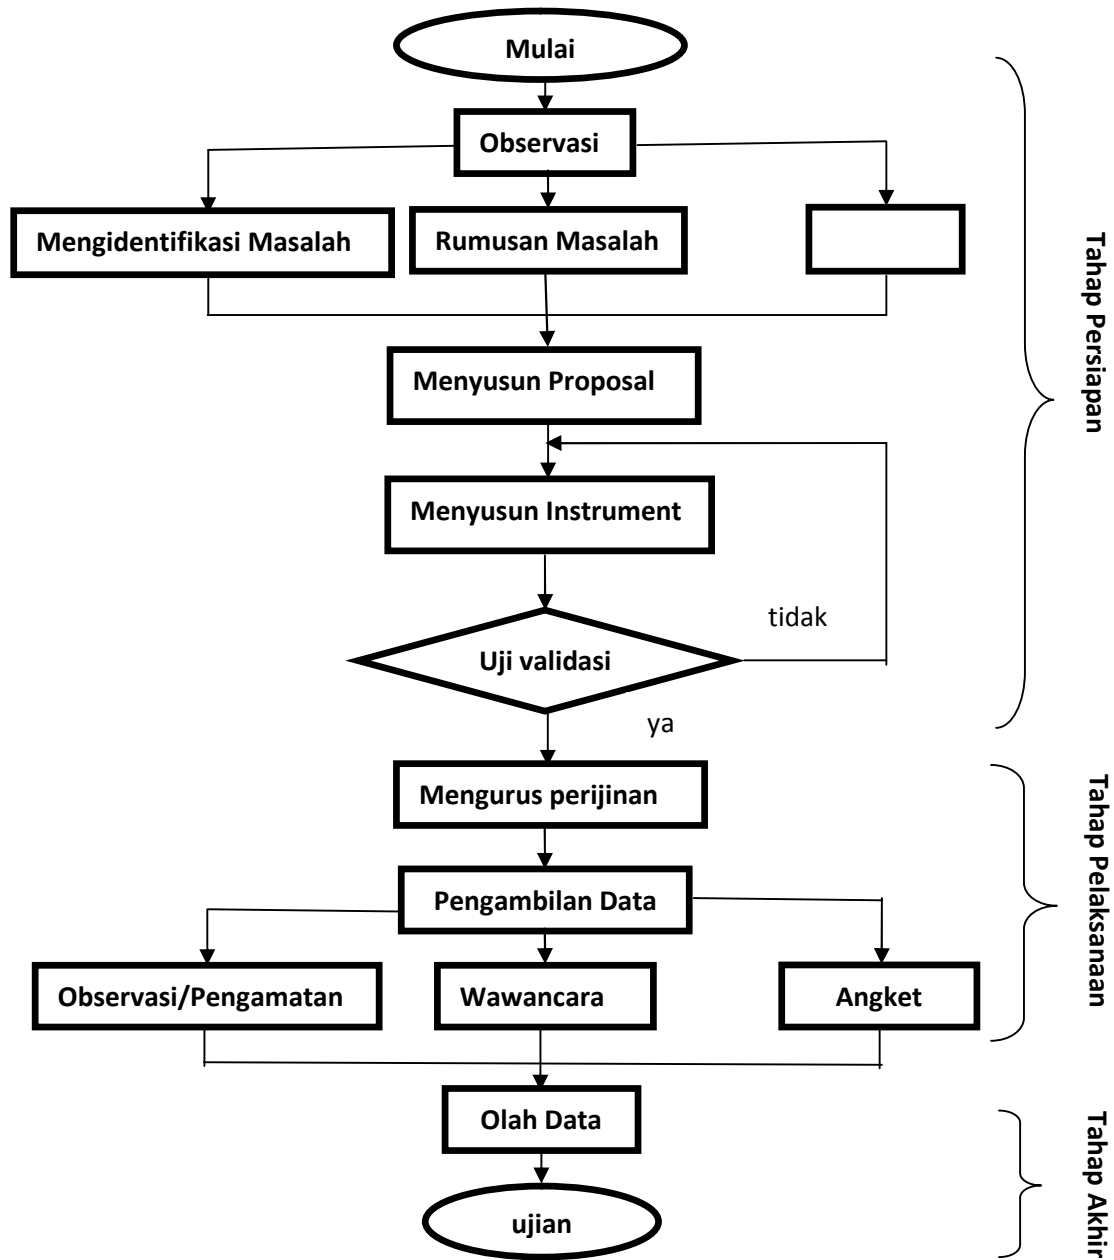 Mulai
Observasi
Mengidentifikasi Masalah
Rumusan Masalah
Menyusun Proposal
Menyusun Instrument
Uji validasi
tidak
ya
Tahap Persiapan
Mengurus perijinan
Pengambilan Data
Observasi/Pengamatan
Wawancara
Angket
Tahap Pelaksanaan
Olah Data
ujian
Tahap Akhir